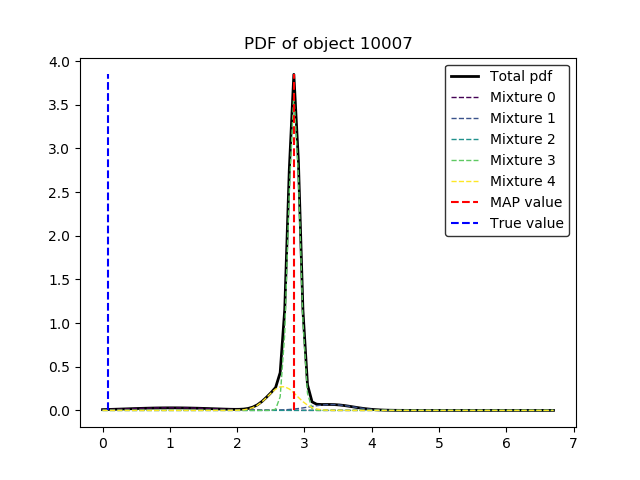 PDF of object 10007
4.0
3.5
3.0
2.5
2.0
1.5
1.0
0.5
0.0
0 1 2 3 4 5 6 7
Total pdf
Mixture 0
Mixture 1
Mixture 2
Mixture 3
Mixture 4
MAP value
True value